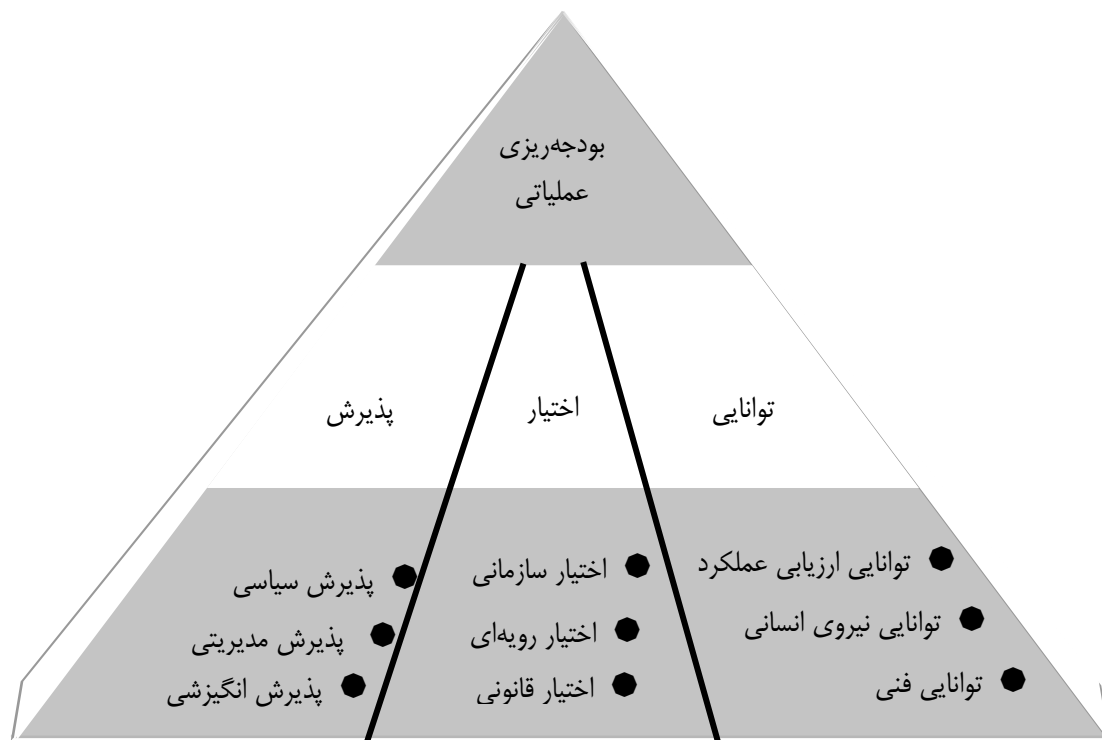 بودجه‌ریزی
عملیاتی
توانایی
اختیار
پذیرش
توانایی ارزیابی عملکرد
توانایی نیروی انسانی
توانایی فنی
اختیار سازمانی
اختیار رویه‌ای
اختیار قانونی
پذیرش سیاسی
پذیرش مدیریتی
پذیرش انگیزشی